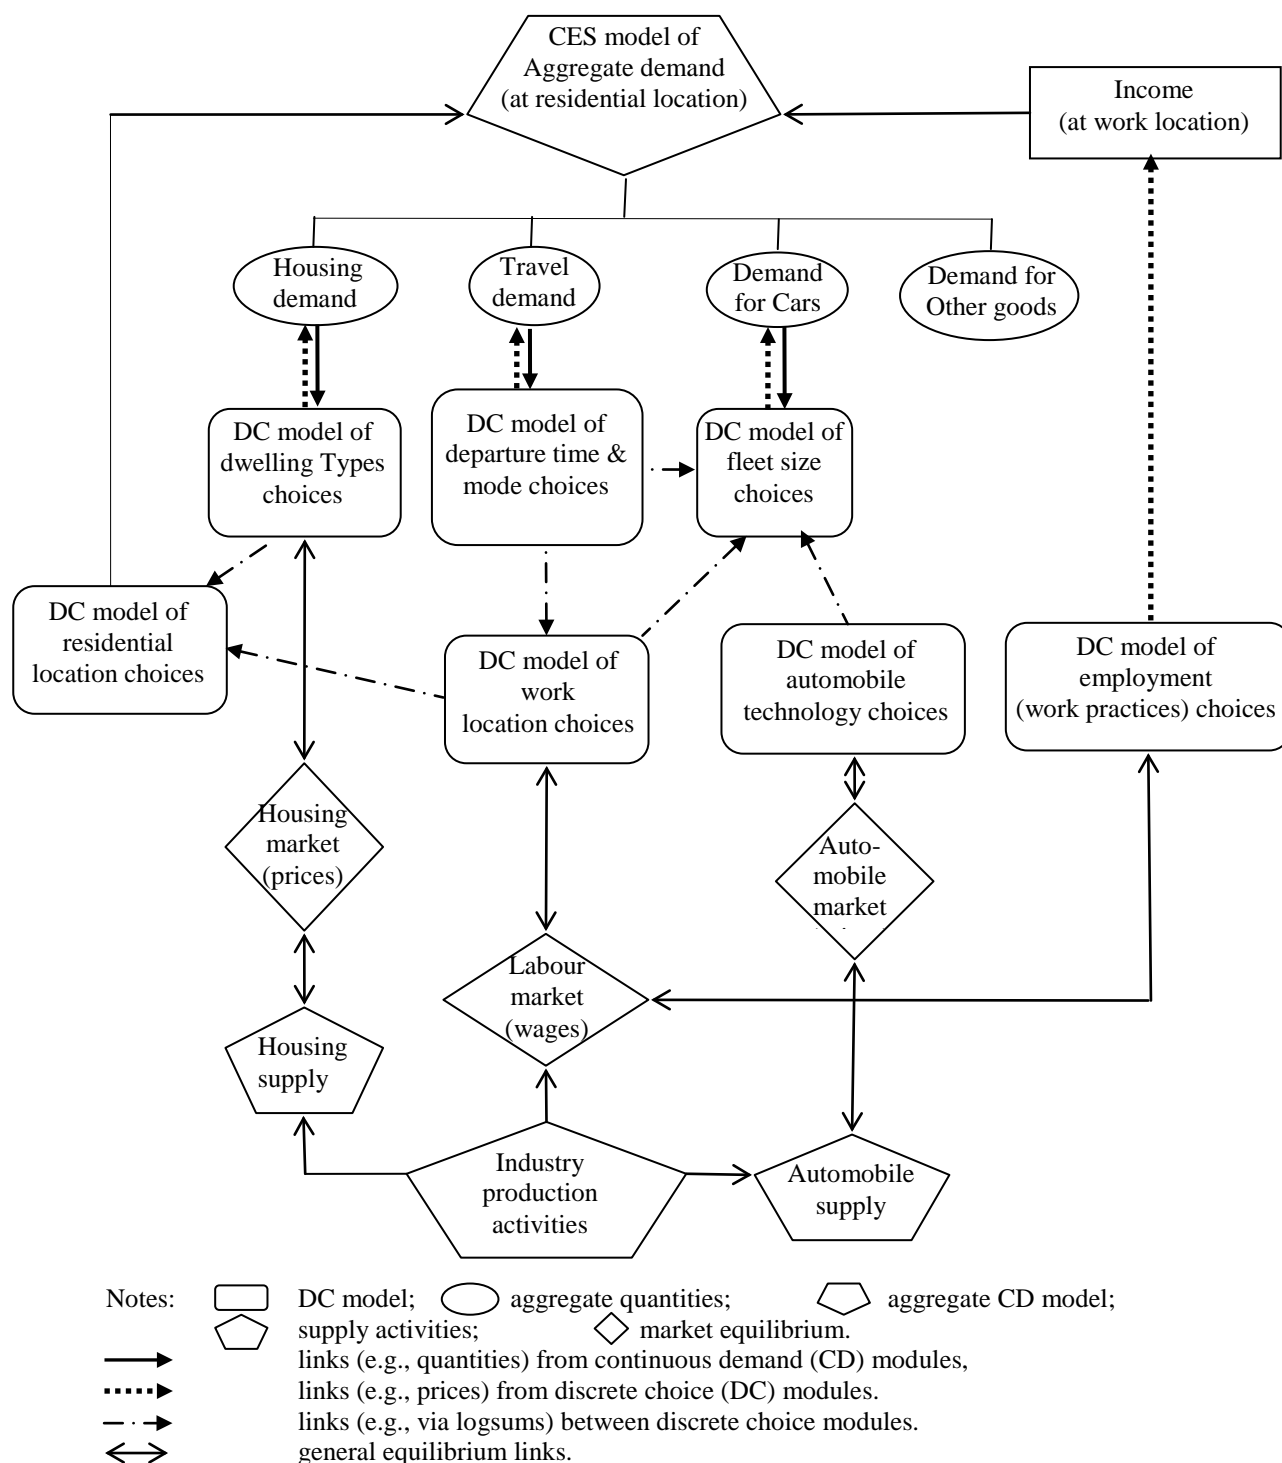 CES model of
Aggregate demand
(at residential location)
Income
(at work location)
Housing
demand
Travel
demand
Demand
for Cars
Demand for
Other goods
DC model of
dwelling Types
choices
DC model of
departure time &
mode choices
DC model of
fleet size
choices
DC model of
residential
location choices
DC model of
work
location choices
DC model of
automobile
technology choices
DC model of
employment
(work practices) choices
Housing
market
(prices)
Auto-
mobile
market
Labour
market
(wages)
Housing
supply
Industry
production
activities
Automobile
supply
Notes: DC model; aggregate quantities; aggregate CD model;
supply activities; market equilibrium.
links (e.g., quantities) from continuous demand (CD) modules,
links (e.g., prices) from discrete choice (DC) modules.
links (e.g., via logsums) between discrete choice modules.
general equilibrium links.